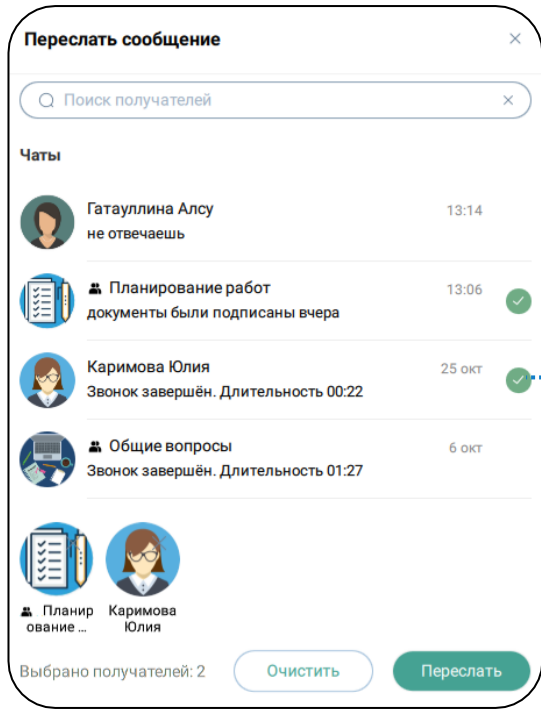 Переслать сообщение
Поиск получателей
Чаты
Гатауллина Алсу 13:14
не отвечаешь
Планирование работ 13:06
документы были подписаны вчера
Каримова Юлия 25 окт
Звонок завершён. Длительность 00:22
Общие вопросы 6 окт
Звонок завершён. Длительность 01:27
Планир
ование ...
Каримова
Юлия
Выбрано получателей: 2 Очистить Переслать